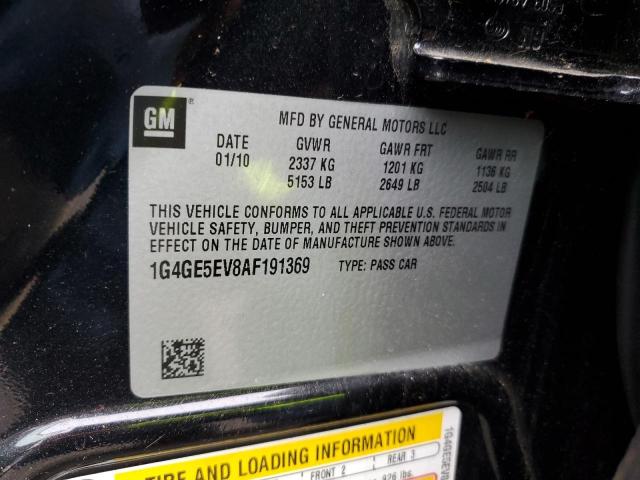 GM ®
MFD BY GENERAL MOTORS LLC
DATE GVWR GAWR FRT GAWR RR
01/10 2337 KG 1201 KG 1136 KG
5153 LB 2649 LB 2504 LB
THIS VEHICLE CONFORMS TO ALL APPLICABLE U.S. FEDERAL MOTOR
VEHICLE SAFETY, BUMPER, AND THEFT PREVENTION STANDARDS IN
EFFECT ON THE DATE OF MANUFACTURE SHOWN ABOVE.
1G4GE5EV8AF191369 TYPE: PASS CAR
TIRE AND LOADING INFORMATION
FRONT 2 REAR 3
926 lbs.